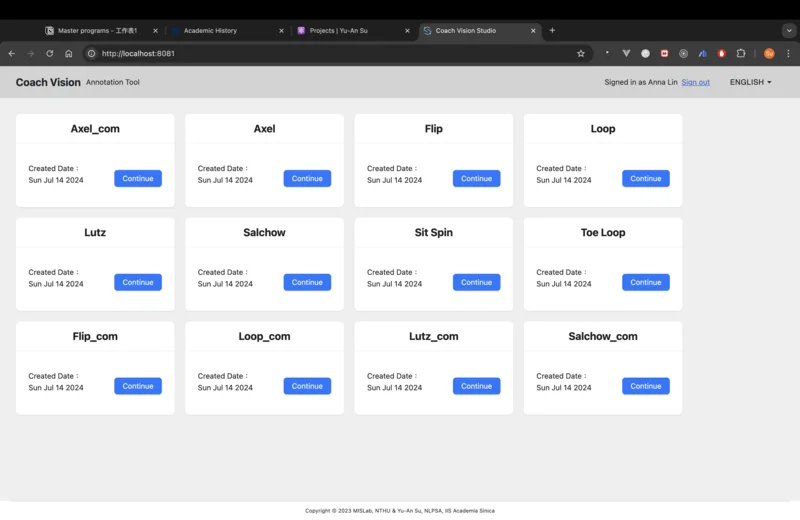 Master programs - 工作表1
Academic History
Projects | Yu-An Su
Coach Vision Studio
http://localhost:8081
Coach Vision Annotation Tool
Signed in as Anna Lin Sign out
ENGLISH
Axel_com
Created Date：
Sun Jul 14 2024
Continue
Axel
Created Date：
Sun Jul 14 2024
Continue
Flip
Created Date：
Sun Jul 14 2024
Continue
Loop
Created Date：
Sun Jul 14 2024
Continue
Lutz
Created Date：
Sun Jul 14 2024
Continue
Salchow
Created Date：
Sun Jul 14 2024
Continue
Sit Spin
Created Date：
Sun Jul 14 2024
Continue
Toe Loop
Created Date：
Sun Jul 14 2024
Continue
Flip_com
Created Date：
Sun Jul 14 2024
Continue
Loop_com
Created Date：
Sun Jul 14 2024
Continue
Lutz_com
Created Date：
Sun Jul 14 2024
Continue
Salchow_com
Created Date：
Sun Jul 14 2024
Continue
Copyright © 2023 MISLab, NTHU & Yu-An Su, NLPSA, IIS Academia Sinica